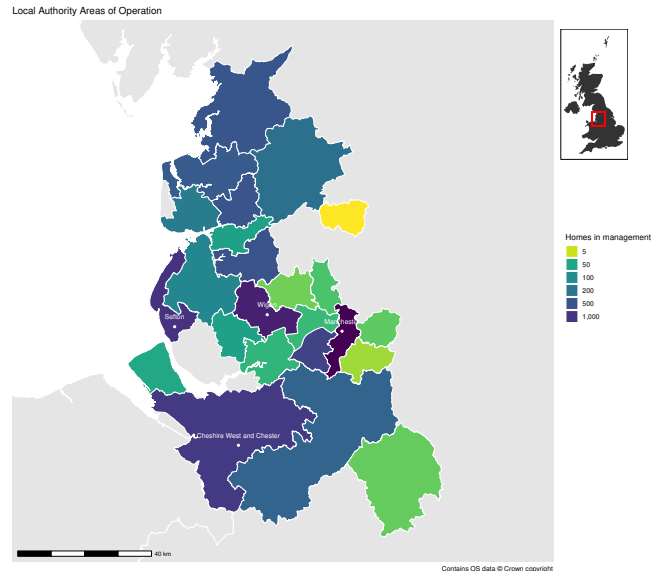 Local Authority Areas of Operation
Homes in management
5
50
100
200
500
1,000
Wigan
Sefton
Manchester
Cheshire West and Chester
40 km
Contains OS data © Crown copyright